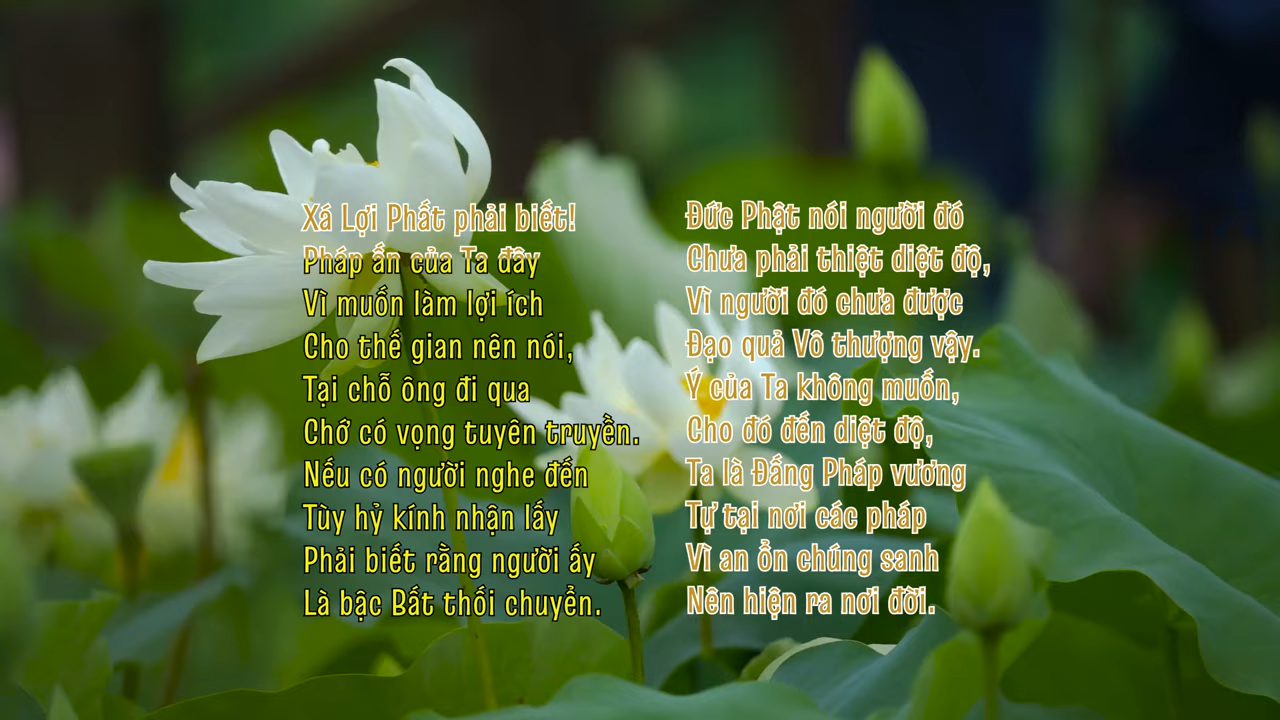 Xá Lợi Phất phải biết!
Pháp ấn của Ta đây
Vì muốn làm lợi ích
Cho thế gian nên nói,
Tại chỗ ông đi qua
Chớ có vọng tuyên truyền.
Nếu có người nghe đến
Tùy hỷ kính nhận lấy
Phải biết rằng người ấy
Là bậc Bất thối chuyển.
Đức Phật nói người đó
Chưa phải thiệt diệt độ,
Vì người đó chưa được
Đạo quả Vô thượng vậy.
Ý của Ta không muốn,
Cho đó đến diệt độ,
Ta là Đấng Pháp vương
Tự tại nơi các pháp
Vì an ổn chúng sanh
Nên hiện ra nơi đời.